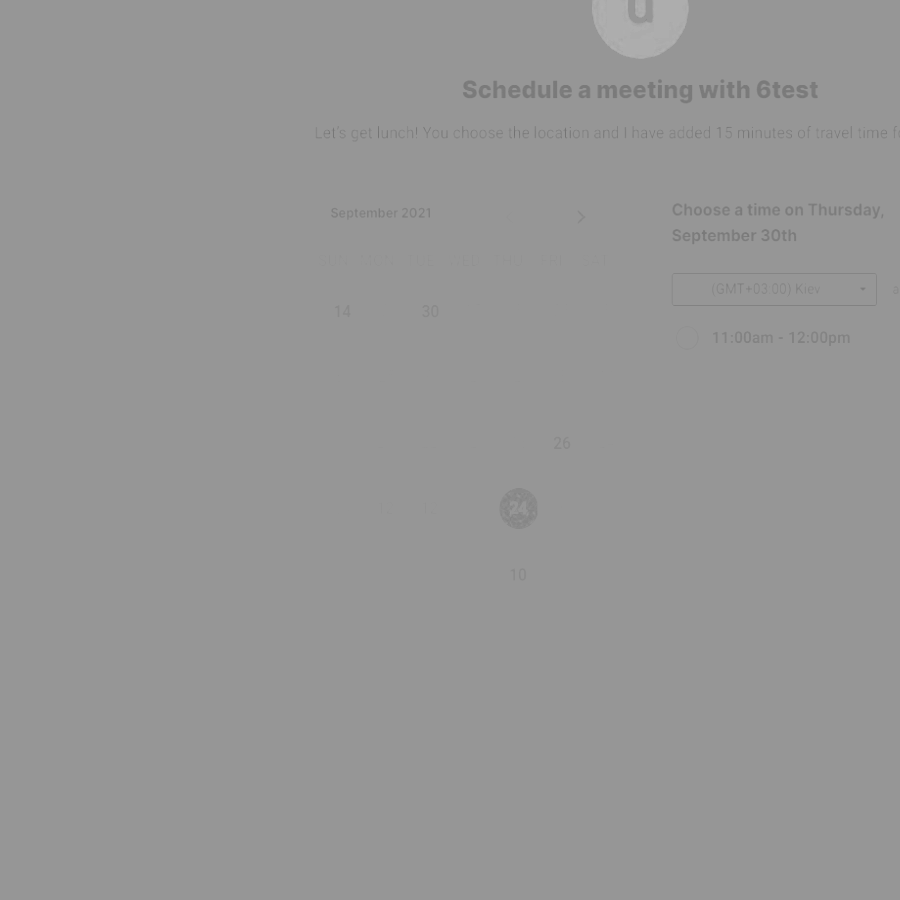 u
Schedule a meeting with 6test
Let's get lunch! You choose the location and I have added 15 minutes of travel time
September 2021
Choose a time on Thursday,
September 30th
(GMT+03:00) Kiev
14 30
11:00am - 12:00pm
26
24
10